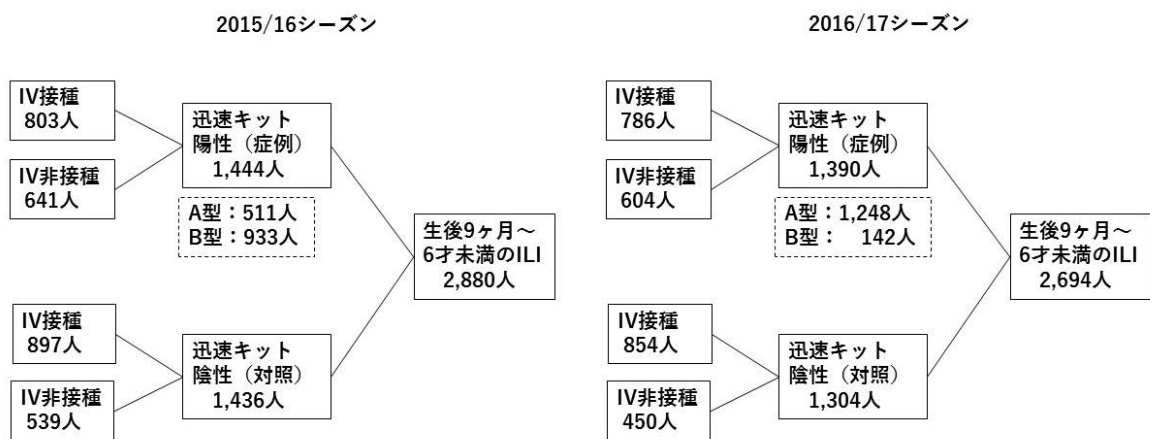 2015/16シーズン
IV接種
803人
IV非接種
641人
迅速キット
陽性（症例）
1,444人
A型：511人
B型：933人
IV接種
897人
IV非接種
539人
迅速キット
陰性（対照）
1,436人
生後9ヶ月～
6才未満のILI
2,880人
2016/17シーズン
IV接種
786人
IV非接種
604人
迅速キット
陽性（症例）
1,390人
A型：1,248人
B型： 142人
IV接種
854人
IV非接種
450人
迅速キット
陰性（対照）
1,304人
生後9ヶ月～
6才未満のILI
2,694人